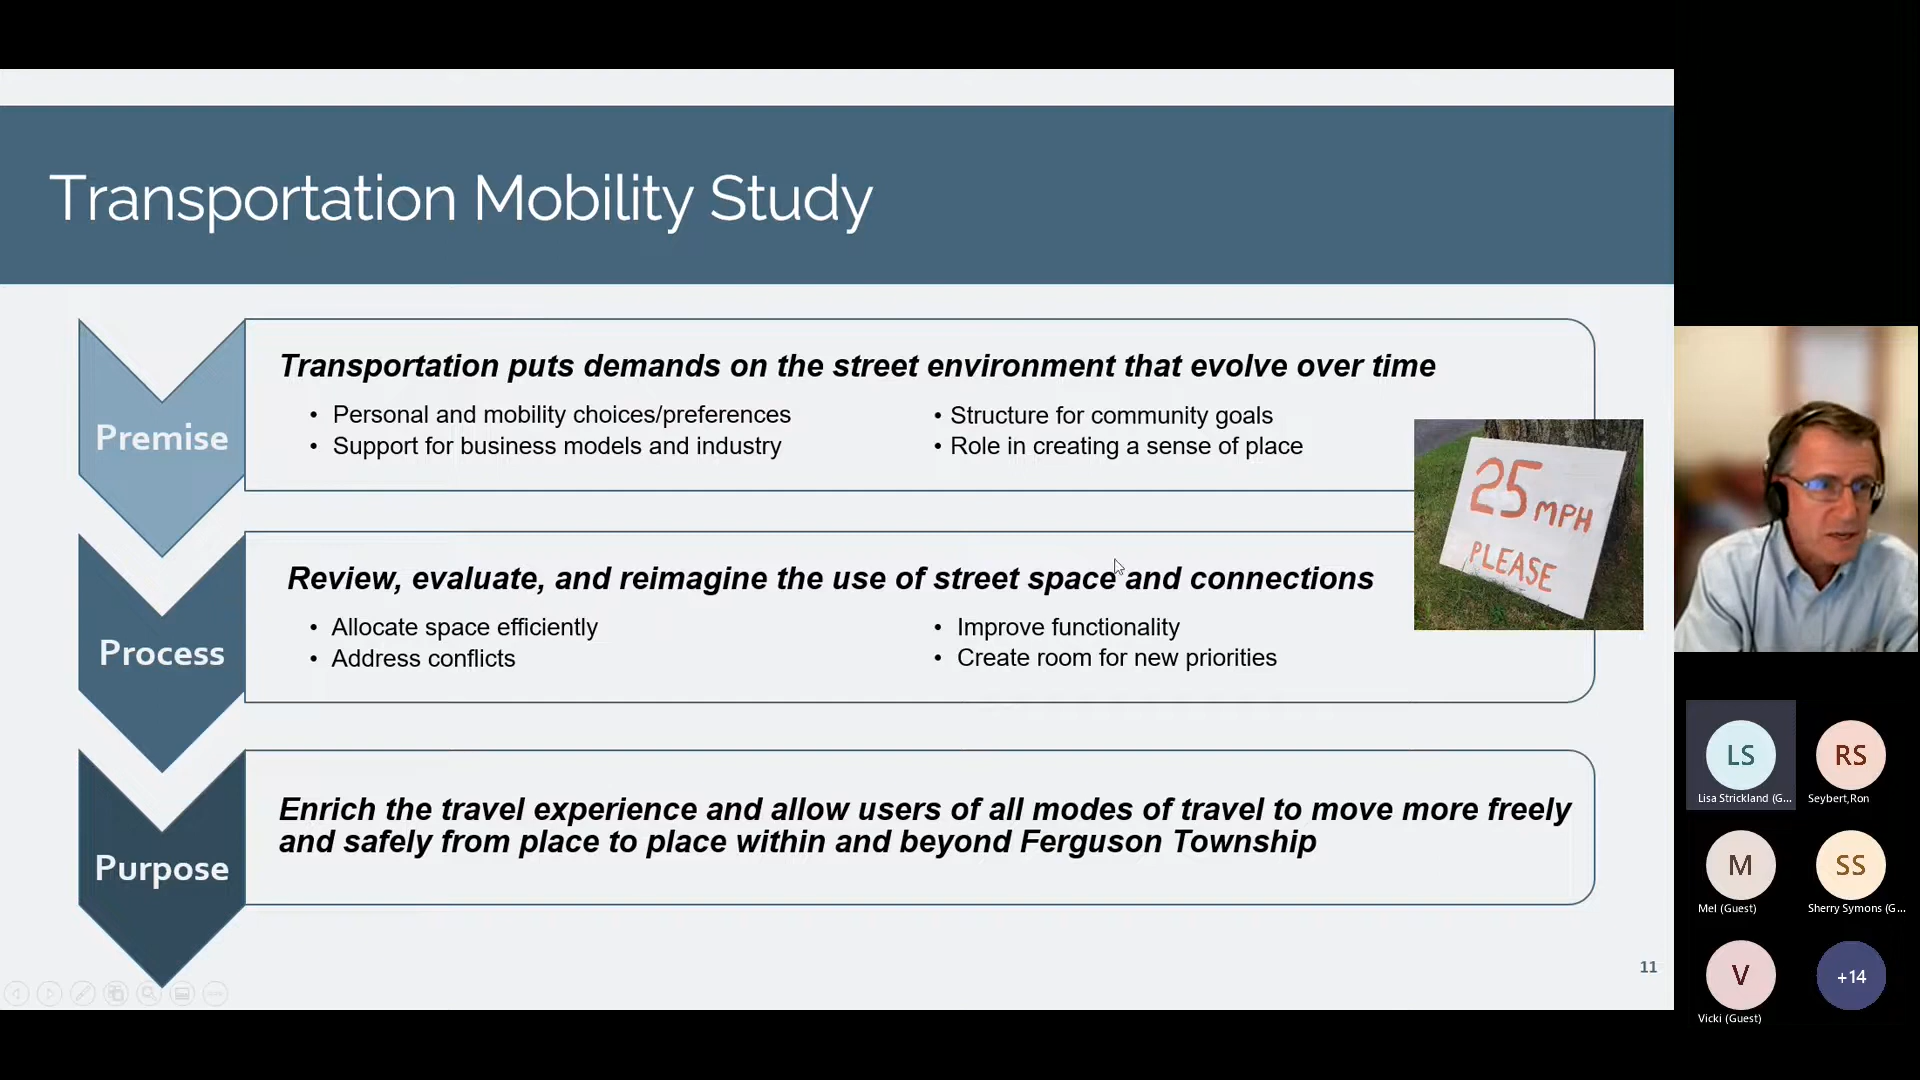 Transportation Mobility Study
Premise
Transportation puts demands on the street environment that evolve over time
• Personal and mobility choices/preferences
• Support for business models and industry
• Structure for community goals
• Role in creating a sense of place
25 MPH
PLEASE
Process
Review, evaluate, and reimagine the use of street space and connections
• Allocate space efficiently
• Address conflicts
• Improve functionality
• Create room for new priorities
Purpose
Enrich the travel experience and allow users of all modes of travel to move more freely
and safely from place to place within and beyond Ferguson Township
11
LS
Lisa Strickland (G...
RS
Seybert,Ron
M
Mel (Guest)
SS
Sherry Symons (G...
V
Vicki (Guest)
+14